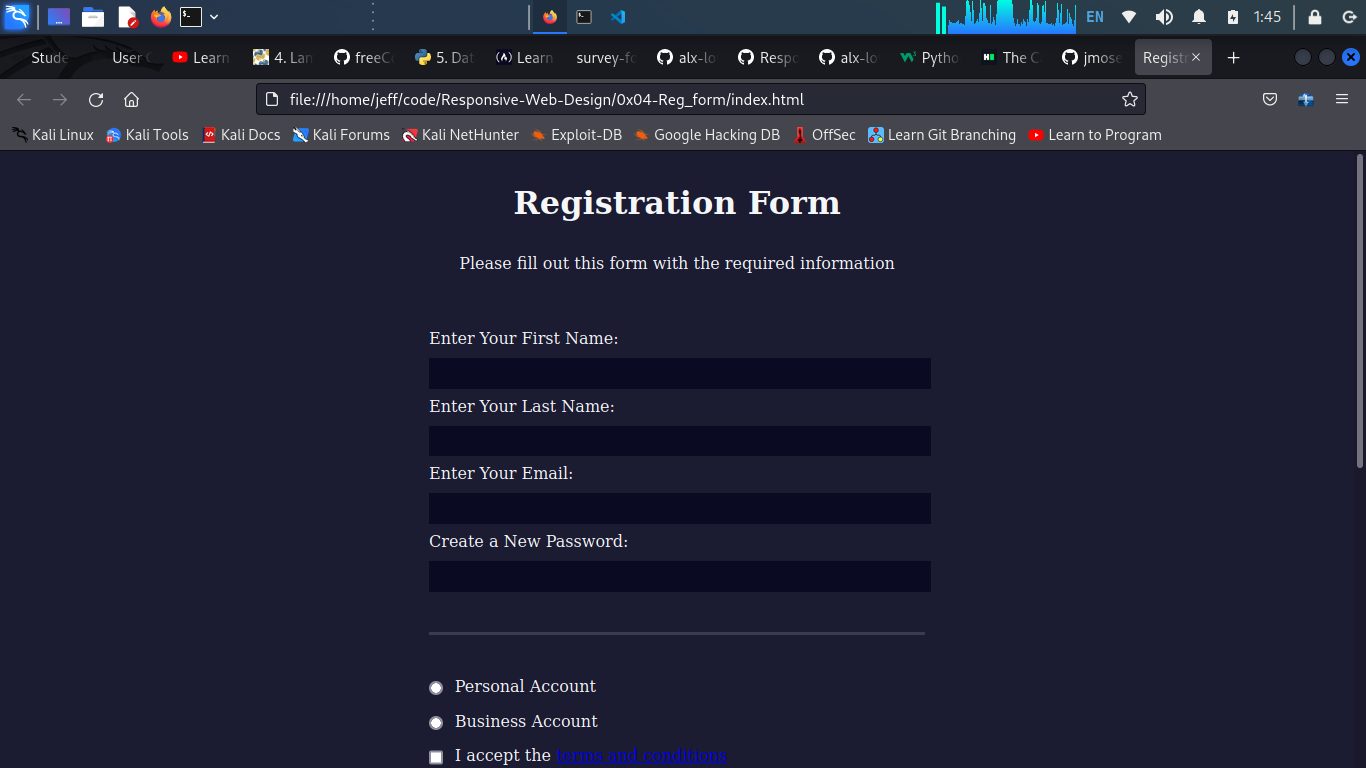 EN 1:45
Stude User Learn 4. Lan freeC 5. Dat Learn survey-fo alx-lo Respo alx-lo Pytho The C jmose Registr
file:///home/jeff/code/Responsive-Web-Design/0x04-Reg_form/index.html
Kali Linux Kali Tools Kali Docs Kali Forums Kali NetHunter Exploit-DB Google Hacking DB OffSec Learn Git Branching Learn to Program
Registration Form
Please fill out this form with the required information
Enter Your First Name:
Enter Your Last Name:
Enter Your Email:
Create a New Password:
Personal Account
Business Account
I accept the terms and conditions